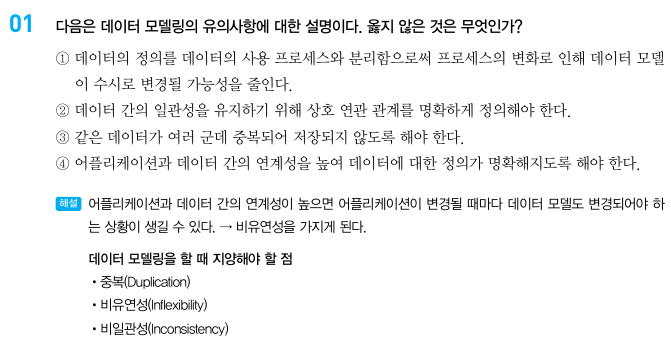 01 다음은 데이터 모델링의 유의사항에 대한 설명이다. 옳지 않은 것은 무엇인가?
① 데이터의 정의를 데이터의 사용 프로세스와 분리함으로써 프로세스의 변화로 인해 데이터 모델
이 수시로 변경될 가능성을 줄인다.
② 데이터 간의 일관성을 유지하기 위해 상호 연관 관계를 명확하게 정의해야 한다.
③ 같은 데이터가 여러 군데 중복되어 저장되지 않도록 해야 한다.
④ 어플리케이션과 데이터 간의 연계성을 높여 데이터에 대한 정의가 명확해지도록 해야 한다.
해설 어플리케이션과 데이터 간의 연계성이 높으면 어플리케이션이 변경될 때마다 데이터 모델도 변경되어야 하
는 상황이 생길 수 있다. → 비유연성을 가지게 된다.
데이터 모델링을 할 때 지양해야 할 점
• 중복(Duplication)
• 비유연성(Inflexibility)
• 비일관성(Inconsistency)